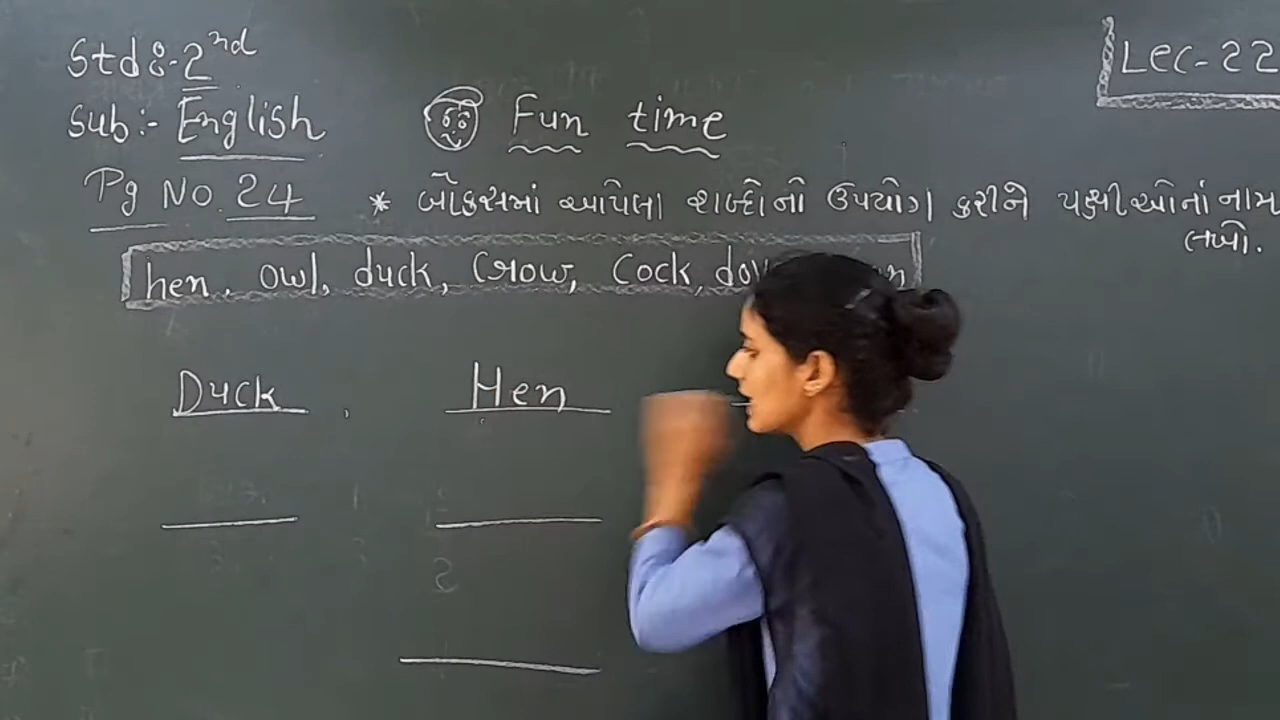 Std:- 2nd
Lec-22
Sub:- English
Fun time
Pg No. 24
* બોક્સમાં આપેલા શબ્દોનો ઉપયોગ કરીને પક્ષીઓનાં નામ
લખો.
hen, owl, duck, Crow, Cock,
Duck
Hen